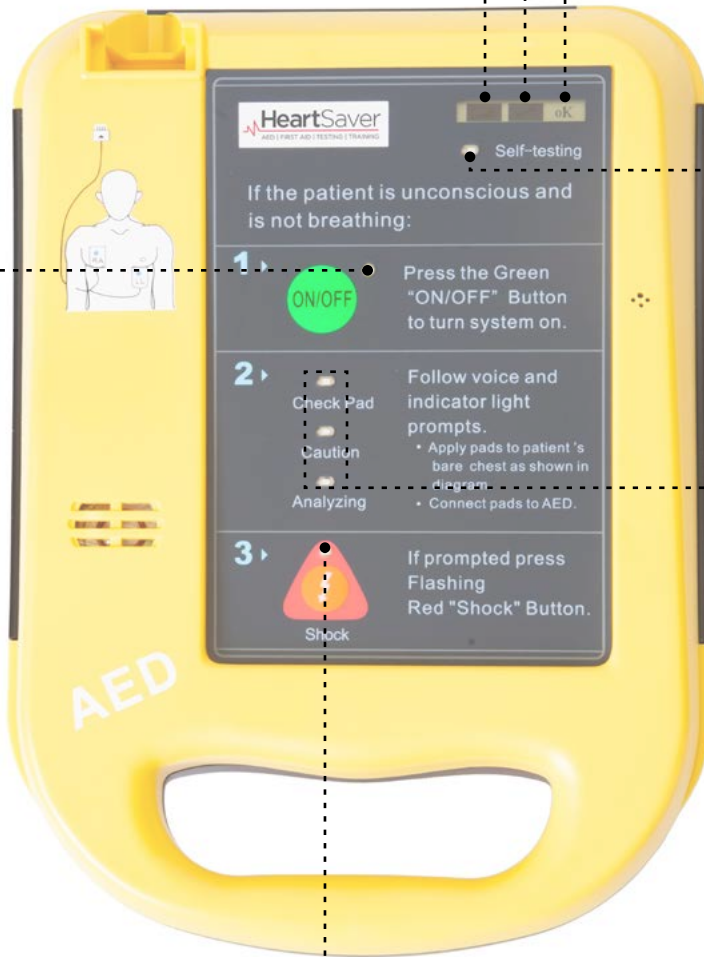 HeartSaver
AED | FIRST AID | TESTING | TRAINING
oK
Self-testing
If the patient is unconscious and
is not breathing:
1
ON/OFF
Press the Green
"ON/OFF" Button
to turn system on.
2
Check Pad
Caution
Analyzing
Follow voice and
indicator light
prompts.
• Apply pads to patient's
bare chest as shown in
diagram
• Connect pads to AED.
3
Shock
If prompted press
Flashing
Red "Shock" Button.
AED